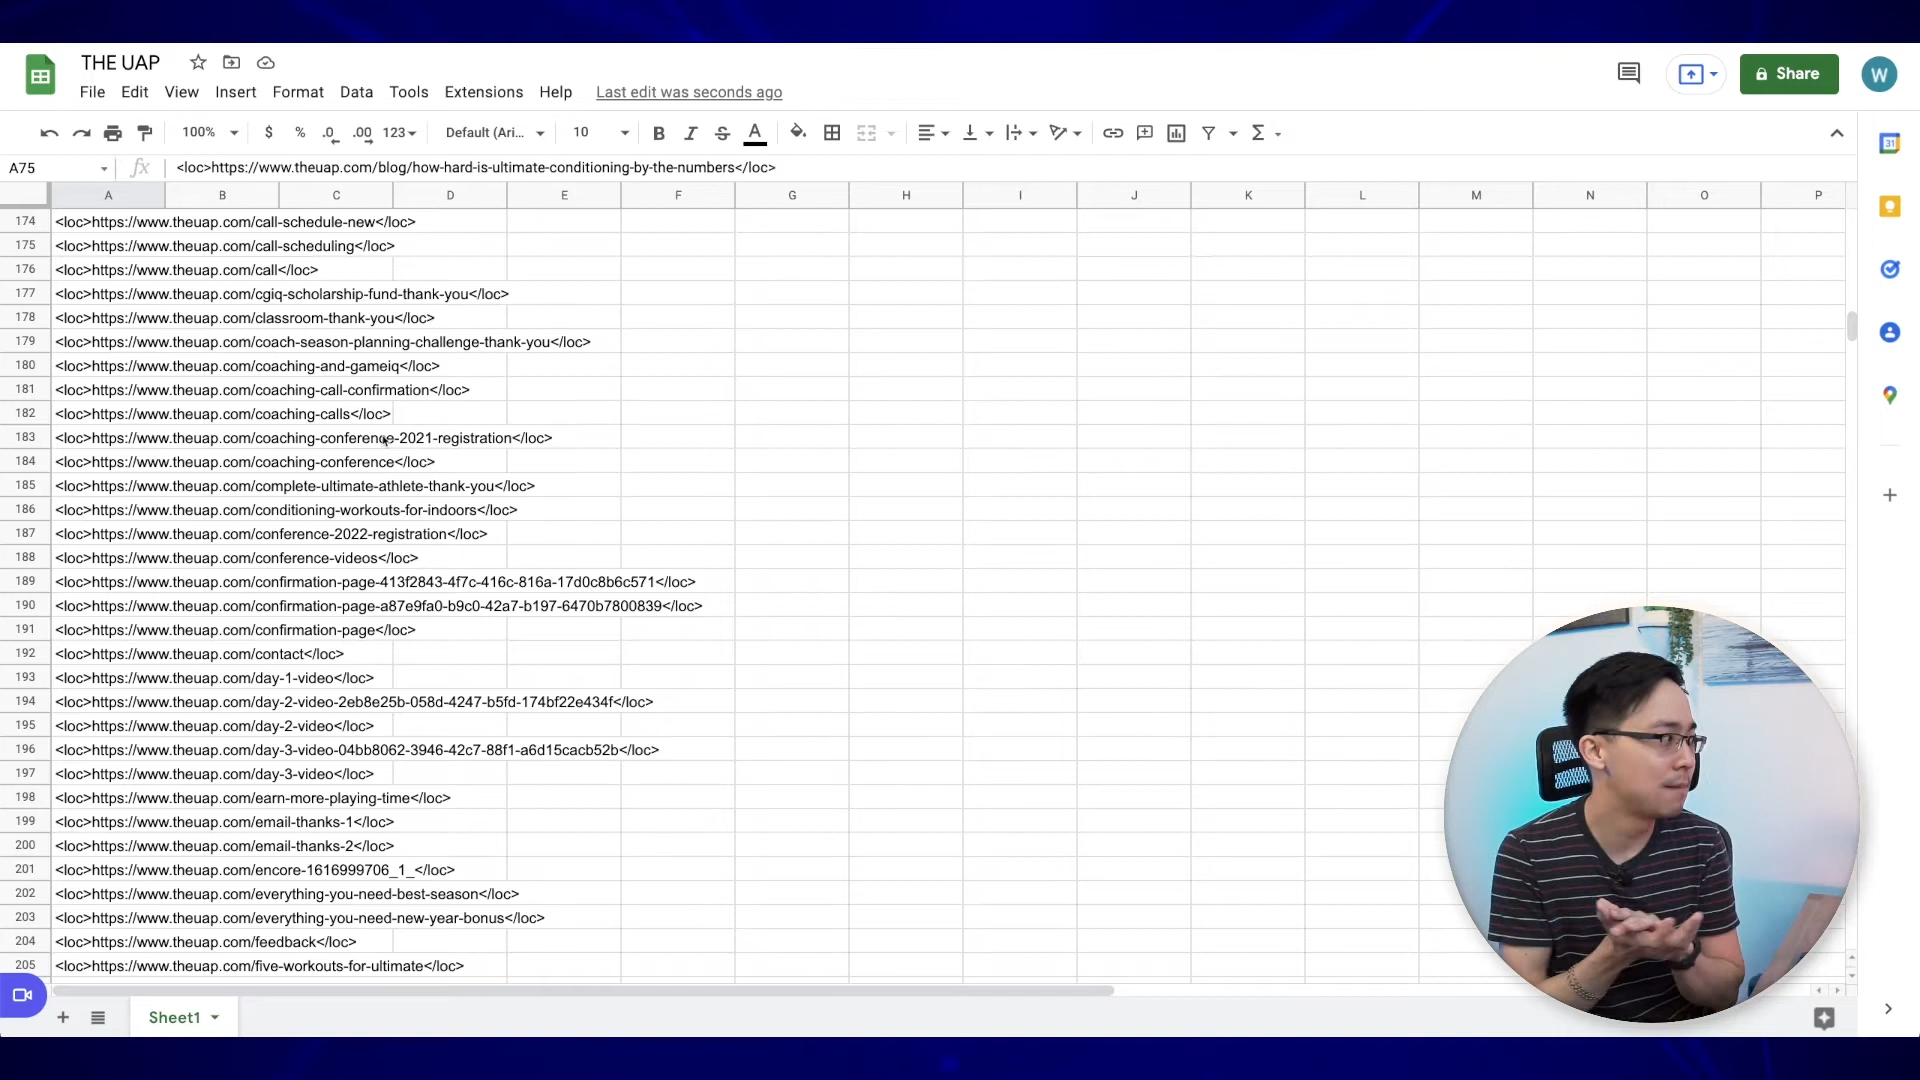 THE UAP
File Edit View Insert Format Data Tools Extensions Help Last edit was seconds ago
Share
W
100% $ % .0 .00 123 Default (Ari... 10 B I S A Σ
31
A75 fx <loc>https://www.theuap.com/blog/how-hard-is-ultimate-conditioning-by-the-numbers</loc>
A B C D E F G H I J K L M N O P
174 <loc>https://www.theuap.com/call-schedule-new</loc>
175 <loc>https://www.theuap.com/call-scheduling</loc>
176 <loc>https://www.theuap.com/call</loc>
177 <loc>https://www.theuap.com/cgiq-scholarship-fund-thank-you</loc>
178 <loc>https://www.theuap.com/classroom-thank-you</loc>
179 <loc>https://www.theuap.com/coach-season-planning-challenge-thank-you</loc>
180 <loc>https://www.theuap.com/coaching-and-gameiq</loc>
181 <loc>https://www.theuap.com/coaching-call-confirmation</loc>
182 <loc>https://www.theuap.com/coaching-calls</loc>
183 <loc>https://www.theuap.com/coaching-conference-2021-registration</loc>
184 <loc>https://www.theuap.com/coaching-conference</loc>
185 <loc>https://www.theuap.com/complete-ultimate-athlete-thank-you</loc>
186 <loc>https://www.theuap.com/conditioning-workouts-for-indoors</loc>
187 <loc>https://www.theuap.com/conference-2022-registration</loc>
188 <loc>https://www.theuap.com/conference-videos</loc>
189 <loc>https://www.theuap.com/confirmation-page-413f2843-4f7c-416c-816a-17d0c8b6c571</loc>
190 <loc>https://www.theuap.com/confirmation-page-a87e9fa0-b9c0-42a7-b197-6470b7800839</loc>
191 <loc>https://www.theuap.com/confirmation-page</loc>
192 <loc>https://www.theuap.com/contact</loc>
193 <loc>https://www.theuap.com/day-1-video</loc>
194 <loc>https://www.theuap.com/day-2-video-2eb8e25b-058d-4247-b5fd-174bf22e434f</loc>
195 <loc>https://www.theuap.com/day-2-video</loc>
196 <loc>https://www.theuap.com/day-3-video-04bb8062-3946-42c7-88f1-a6d15cacb52b</loc>
197 <loc>https://www.theuap.com/day-3-video</loc>
198 <loc>https://www.theuap.com/earn-more-playing-time</loc>
199 <loc>https://www.theuap.com/email-thanks-1</loc>
200 <loc>https://www.theuap.com/email-thanks-2</loc>
201 <loc>https://www.theuap.com/encore-1616999706_1_</loc>
202 <loc>https://www.theuap.com/everything-you-need-best-season</loc>
203 <loc>https://www.theuap.com/everything-you-need-new-year-bonus</loc>
204 <loc>https://www.theuap.com/feedback</loc>
205 <loc>https://www.theuap.com/five-workouts-for-ultimate</loc>
Sheet1